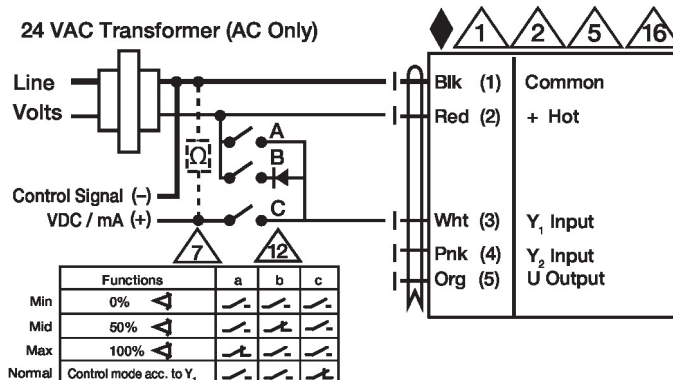 24 VAC Transformer (AC Only)
1 2 5 16
Line
Volts
Blk (1) Common
Red (2) + Hot
A
B
C
Ω
Control Signal (–)
VDC / mA (+)
Wht (3) Y1 Input
Pnk (4) Y2 Input
Org (5) U Output
7 12
Functions a b c
Min 0%
Mid 50%
Max 100%
Normal Control mode acc. to Y1